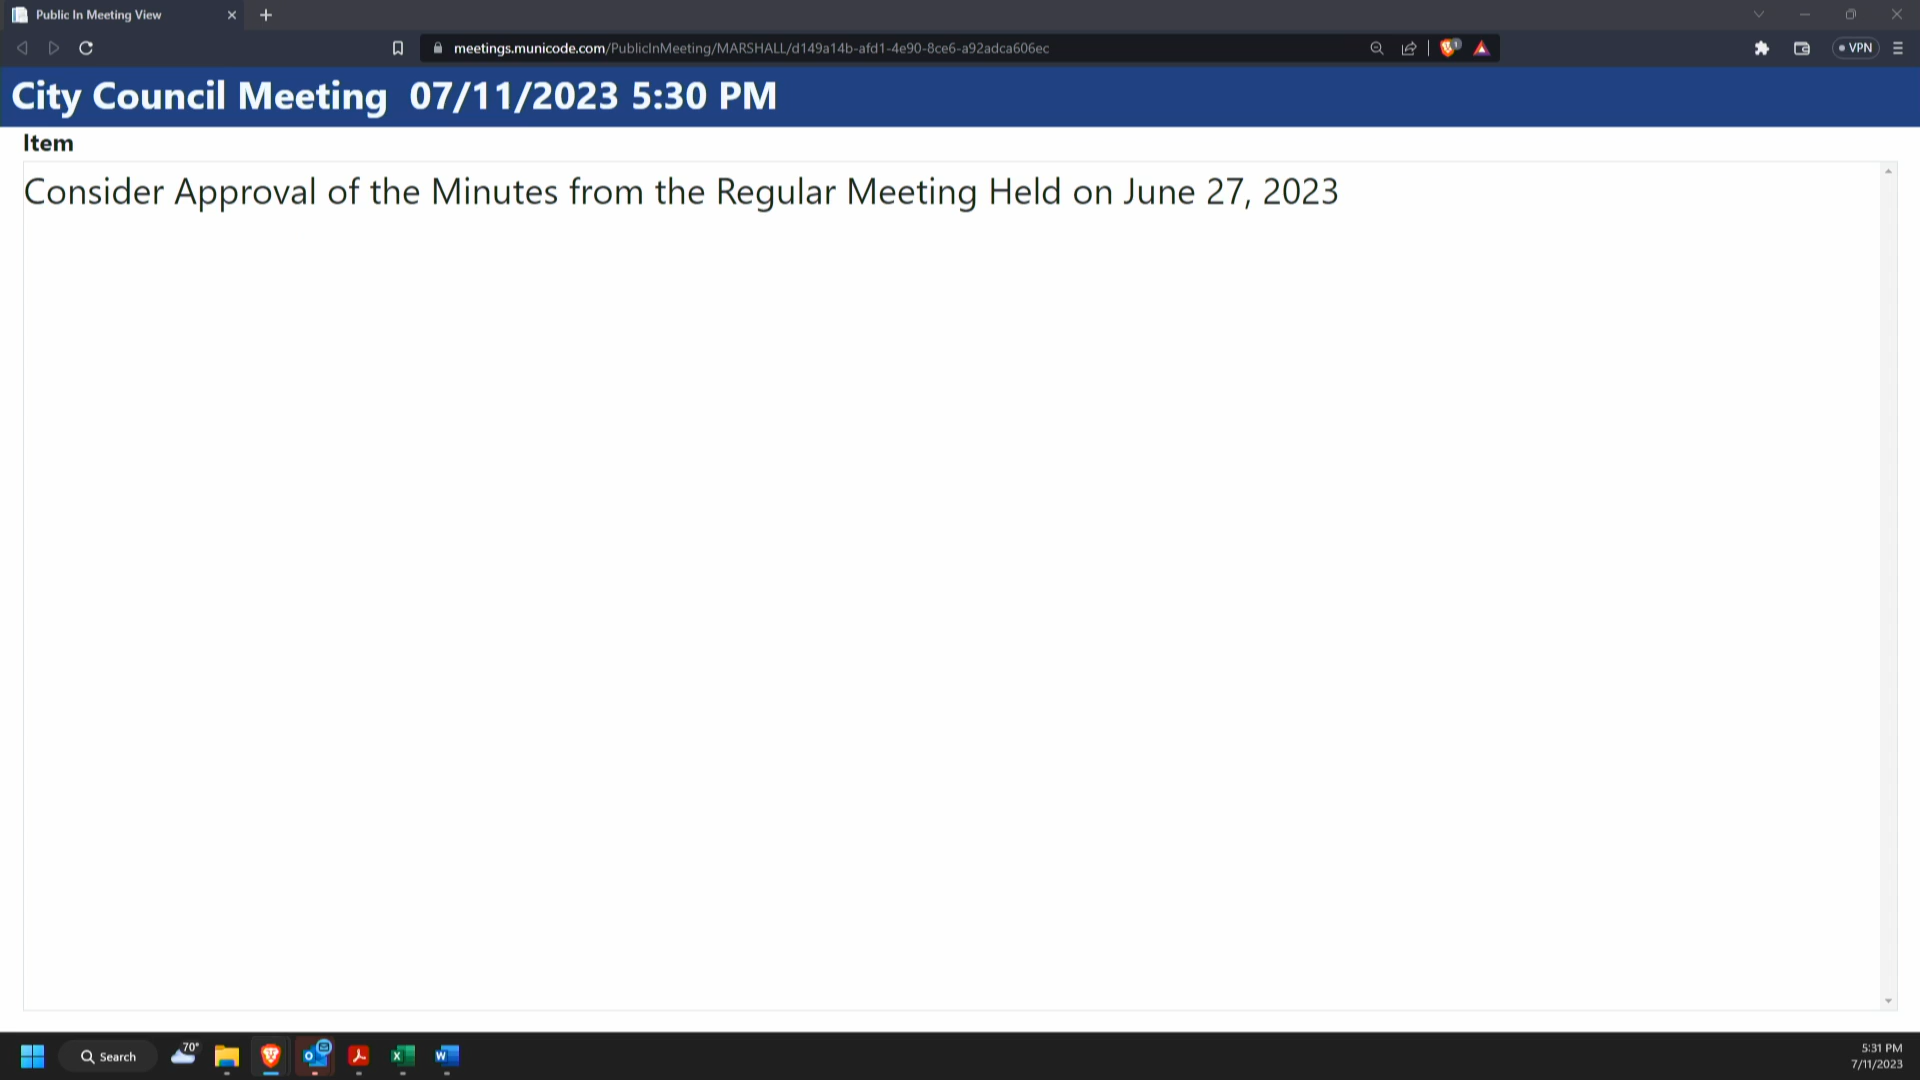 Public In Meeting View
meetings.municode.com/PublicInMeeting/MARSHALL/d149a14b-afd1-4e90-8ce6-a92adca606ec
1
VPN
City Council Meeting 07/11/2023 5:30 PM
Item
Consider Approval of the Minutes from the Regular Meeting Held on June 27, 2023
Search
70°
5:31 PM
7/11/2023